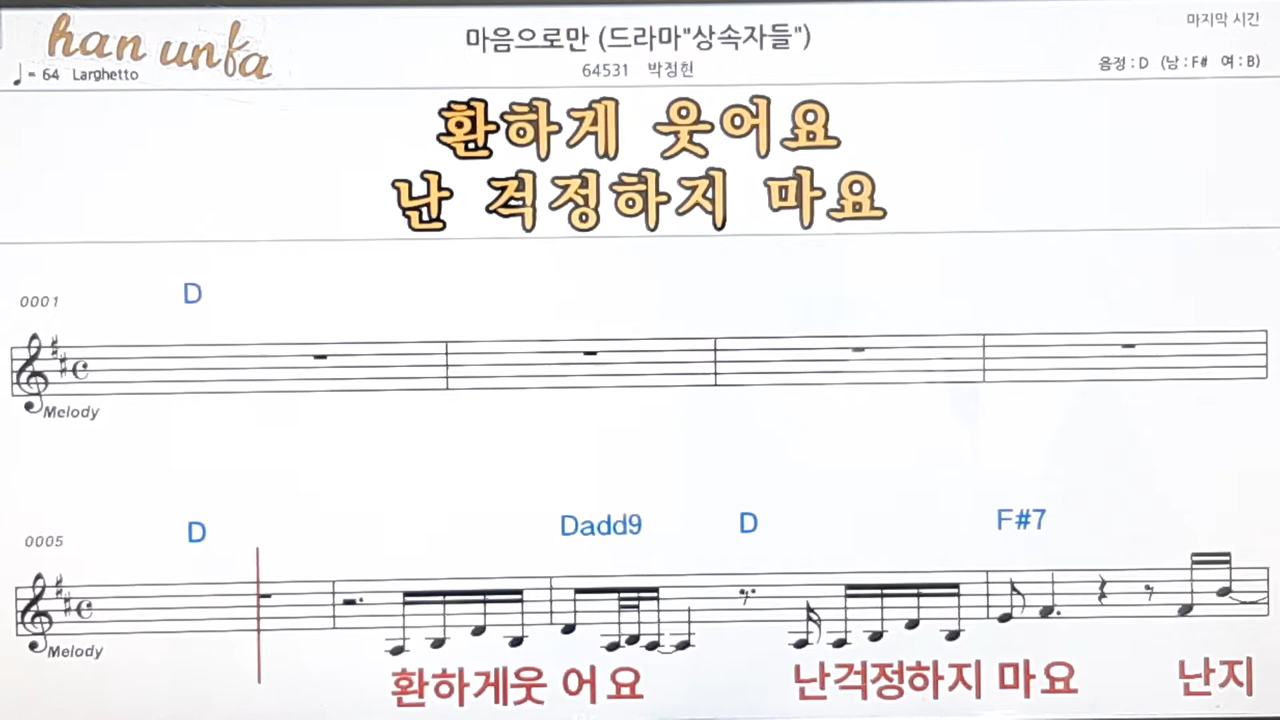 han unfa
마지막 시간
마음으로만 (드라마"상속자들")
♩= 64 Larghetto
64531 박정현
음정 : D (남 : F# 여 : B)
환하게 웃어요
난 걱정하지 마요
0001 D
Melody
0005 D Dadd9 D F#7
Melody
환하게웃 어 요 난걱정하지 마 요 난지